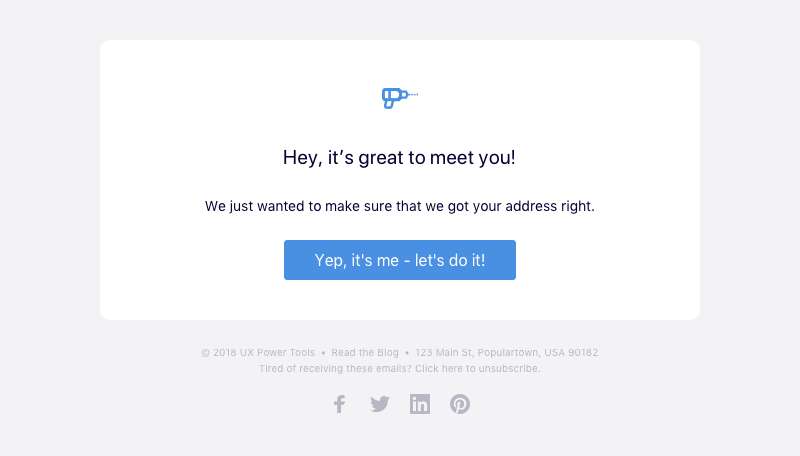 Hey, it’s great to meet you!
We just wanted to make sure that we got your address right.
Yep, it's me - let's do it!
© 2018 UX Power Tools • Read the Blog • 123 Main St, Populartown, USA 90182
Tired of receiving these emails? Click here to unsubscribe.